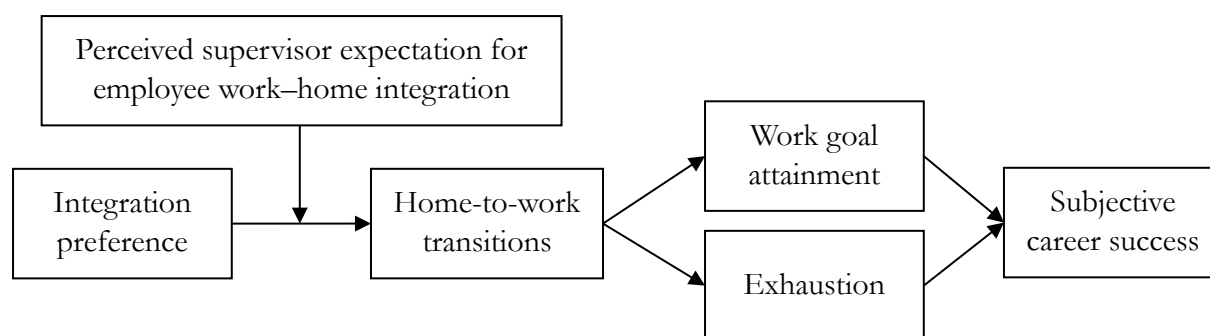 Perceived supervisor expectation for
employee work–home integration
Integration
preference
Home-to-work
transitions
Work goal
attainment
Exhaustion
Subjective
career success